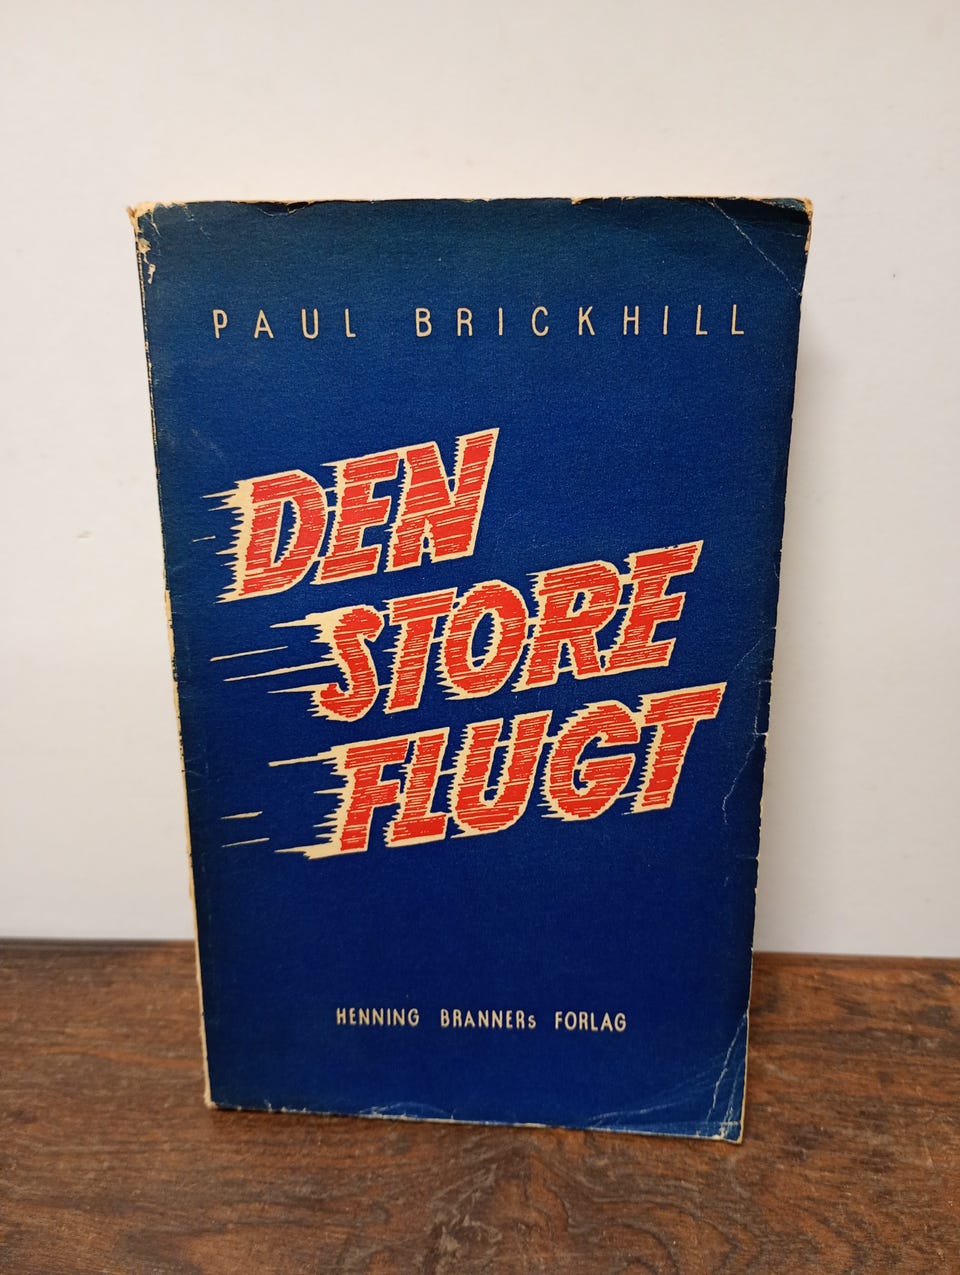 PAUL BRICKHILL
DEN
STORE
FLUGT
HENNING BRANNERs FORLAG